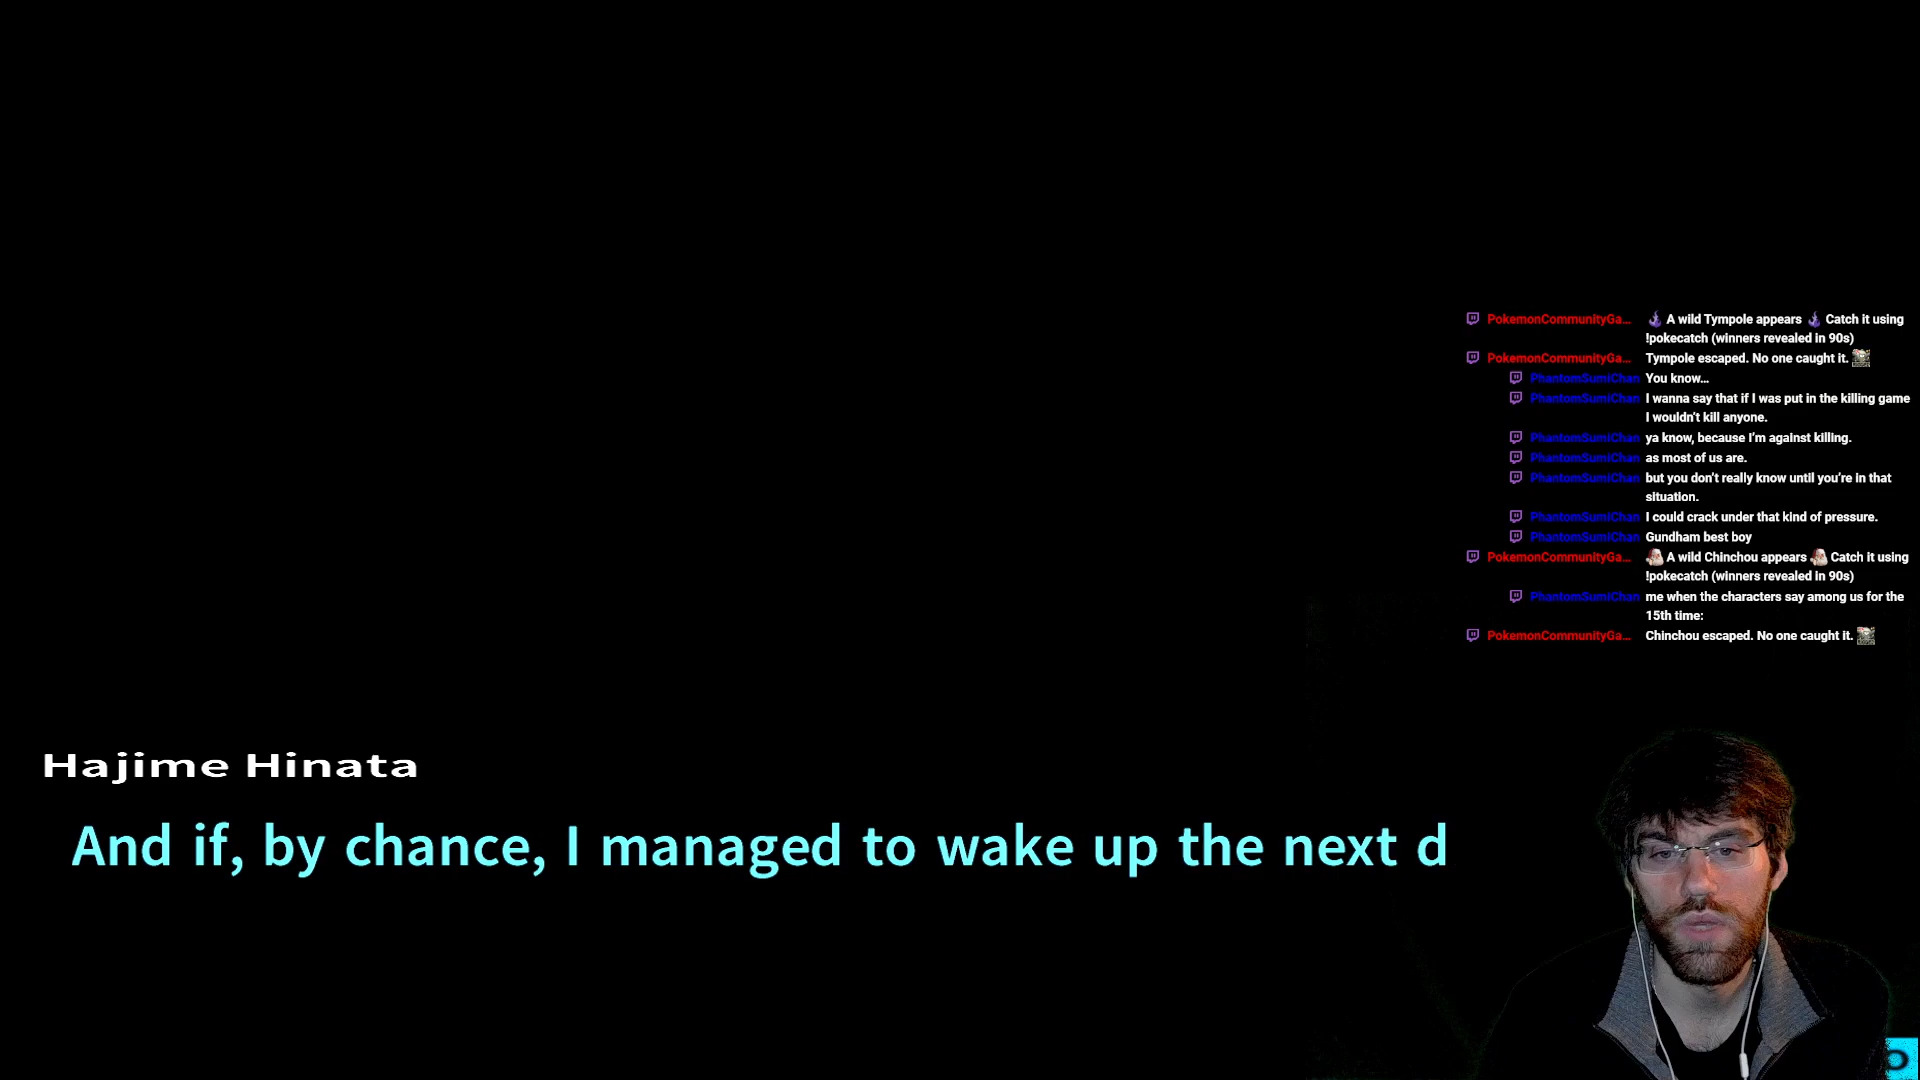 PokemonCommunityGa... A wild Tympole appears Catch it using
!pokecatch (winners revealed in 90s)
PokemonCommunityGa... Tympole escaped. No one caught it.
PhantomSumiChan You know...
PhantomSumiChan I wanna say that if I was put in the killing game
I wouldn't kill anyone.
PhantomSumiChan ya know, because I'm against killing.
PhantomSumiChan as most of us are.
PhantomSumiChan but you don't really know until you're in that
situation.
PhantomSumiChan I could crack under that kind of pressure.
PhantomSumiChan Gundham best boy
PokemonCommunityGa... A wild Chinchou appears Catch it using
!pokecatch (winners revealed in 90s)
PhantomSumiChan me when the characters say among us for the
15th time:
PokemonCommunityGa... Chinchou escaped. No one caught it.
Hajime Hinata
And if, by chance, I managed to wake up the next d